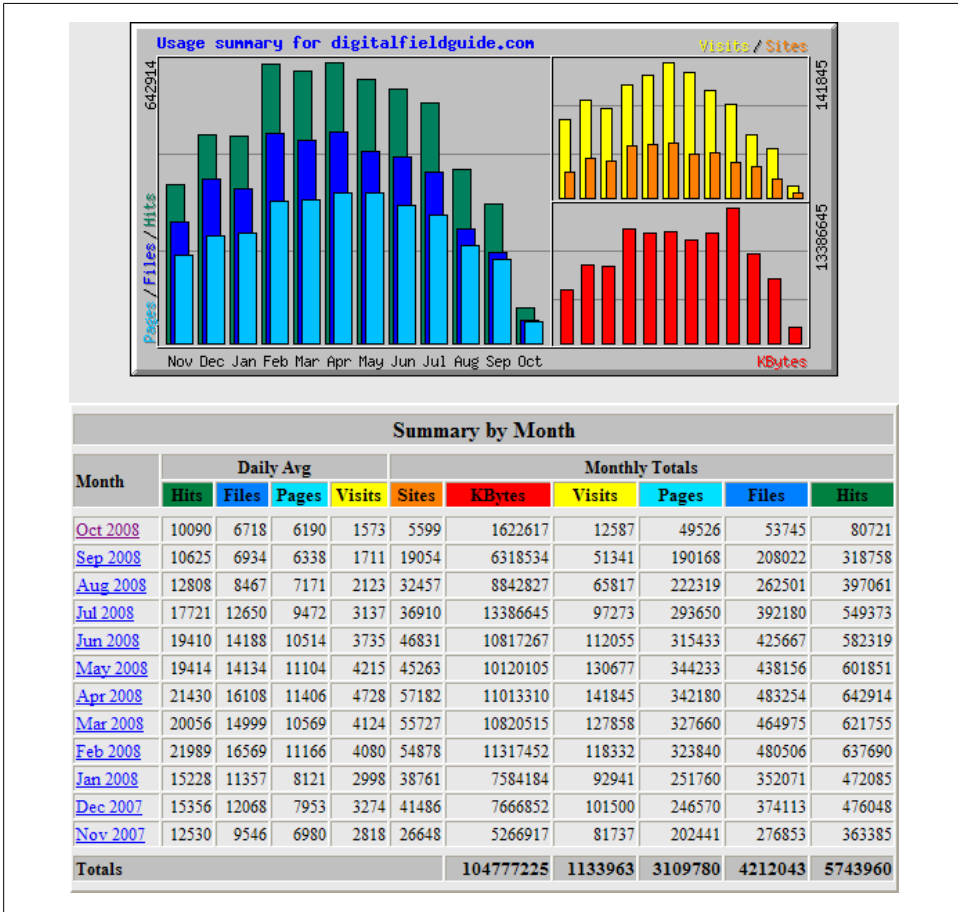 Usage summary for digitalfieldguide.com
Visits / Sites
642914
141845
Pages / Files / Hits
13386645
Nov Dec Jan Feb Mar Apr May Jun Jul Aug Sep Oct
KBytes
Summary by Month
Month Daily Avg Monthly Totals
Hits Files Pages Visits Sites KBytes Visits Pages Files Hits
Oct 2008 10090 6718 6190 1573 5599 1622617 12587 49526 53745 80721
Sep 2008 10625 6934 6338 1711 19054 6318534 51341 190168 208022 318758
Aug 2008 12808 8467 7171 2123 32457 8842827 65817 222319 262501 397061
Jul 2008 17721 12650 9472 3137 36910 13386645 97273 293650 392180 549373
Jun 2008 19410 14188 10514 3735 46831 10817267 112055 315433 425667 582319
May 2008 19414 14134 11104 4215 45263 10120105 130677 344233 438156 601851
Apr 2008 21430 16108 11406 4728 57182 11013310 141845 342180 483254 642914
Mar 2008 20056 14999 10569 4124 55727 10820515 127858 327660 464975 621755
Feb 2008 21989 16569 11166 4080 54878 11317452 118332 323840 480506 637690
Jan 2008 15228 11357 8121 2998 38761 7584184 92941 251760 352071 472085
Dec 2007 15356 12068 7953 3274 41486 7666852 101500 246570 374113 476048
Nov 2007 12530 9546 6980 2818 26648 5266917 81737 202441 276853 363385
Totals 104777225 1133963 3109780 4212043 5743960